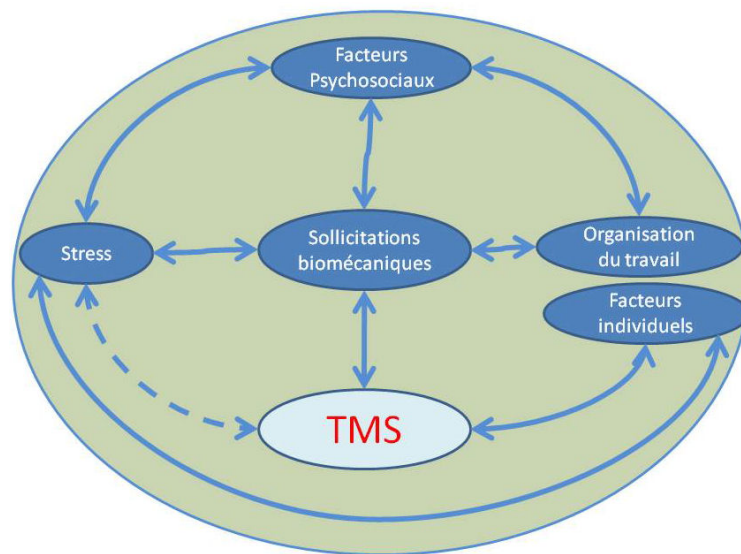 Facteurs
Psychosociaux
Stress
Sollicitations
biomécaniques
Organisation
du travail
Facteurs
individuels
TMS